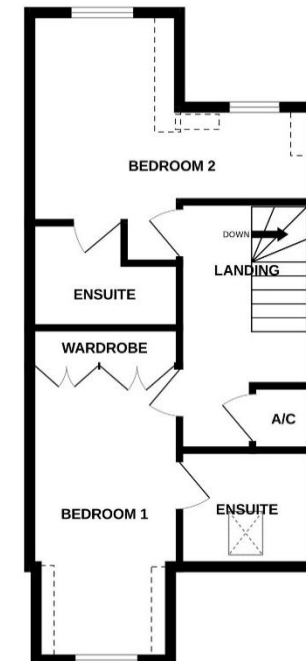 BEDROOM 2
DOWN
LANDING
ENSUITE
WARDROBE
A/C
BEDROOM 1
ENSUITE